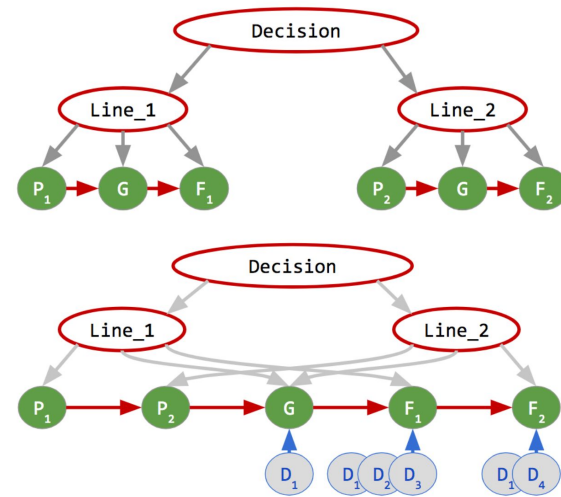 Decision
Line_1 Line_2
P₁ G F₁ P₂ G F₂
Decision
Line_1 Line_2
P₁ P₂ G F₁ F₂
D₁ D₁ D₂ D₃ D₁ D₄